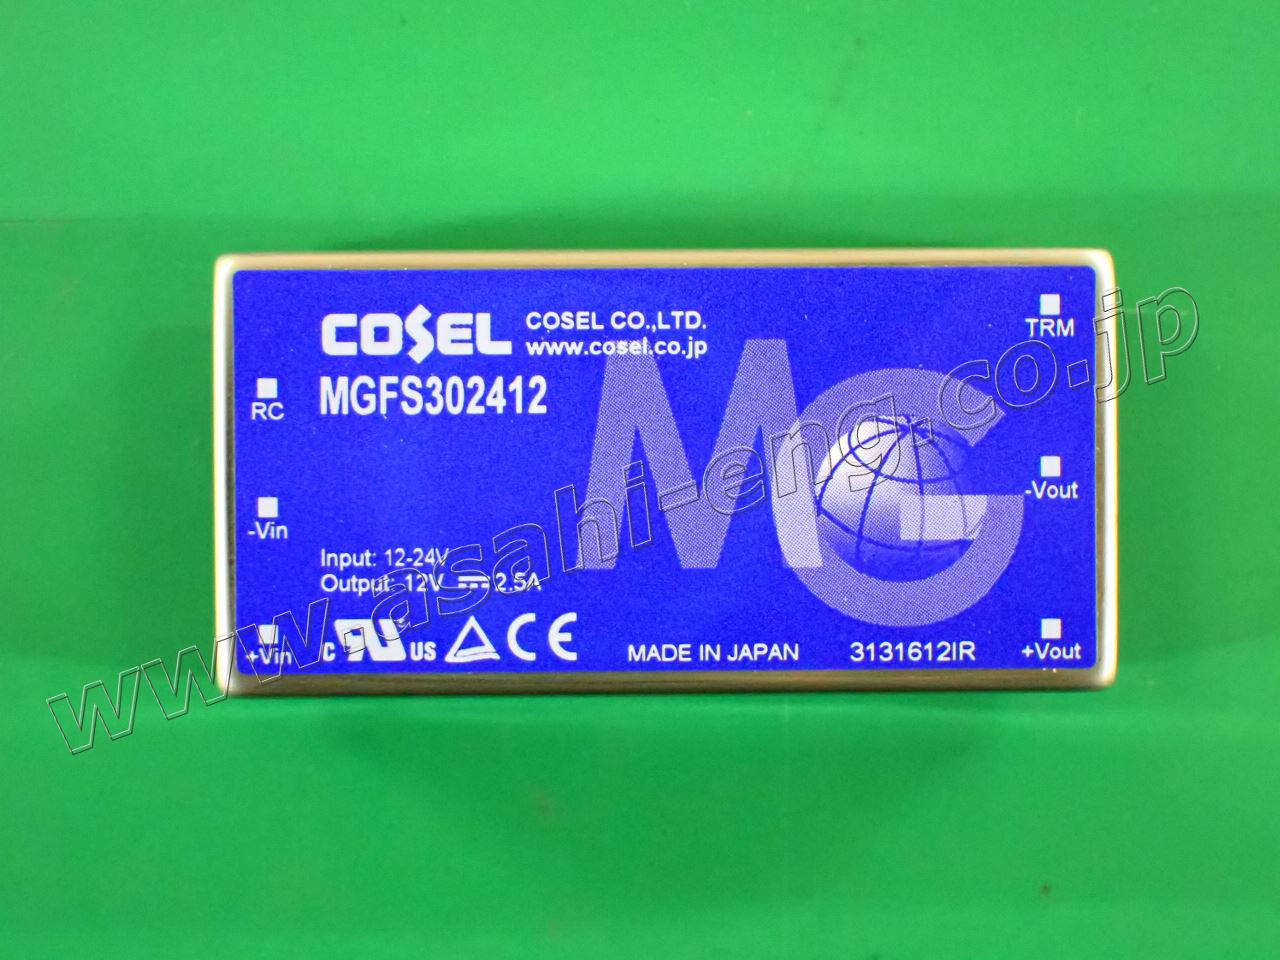 COSEL
COSEL CO.,LTD.
www.cosel.co.jp
MGFS302412
TRM
RC
MG
-Vout
-Vin
Input: 12-24V
Output: 12V ⎓ 2.5A
+Vin
C UL US CE
MADE IN JAPAN
3131612IR
+Vout
www.asahi-eng.co.jp